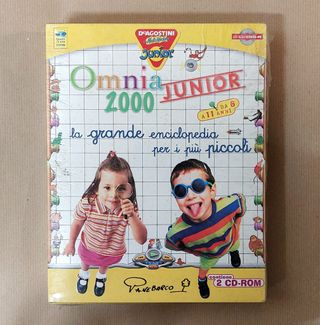 DeAGOSTINI
Junior
Omnia JUNIOR
2000
DA 6
A 11 ANNI
la grande enciclopedia
per i più piccoli
PANEBARCO
contiene
2 CD-ROM